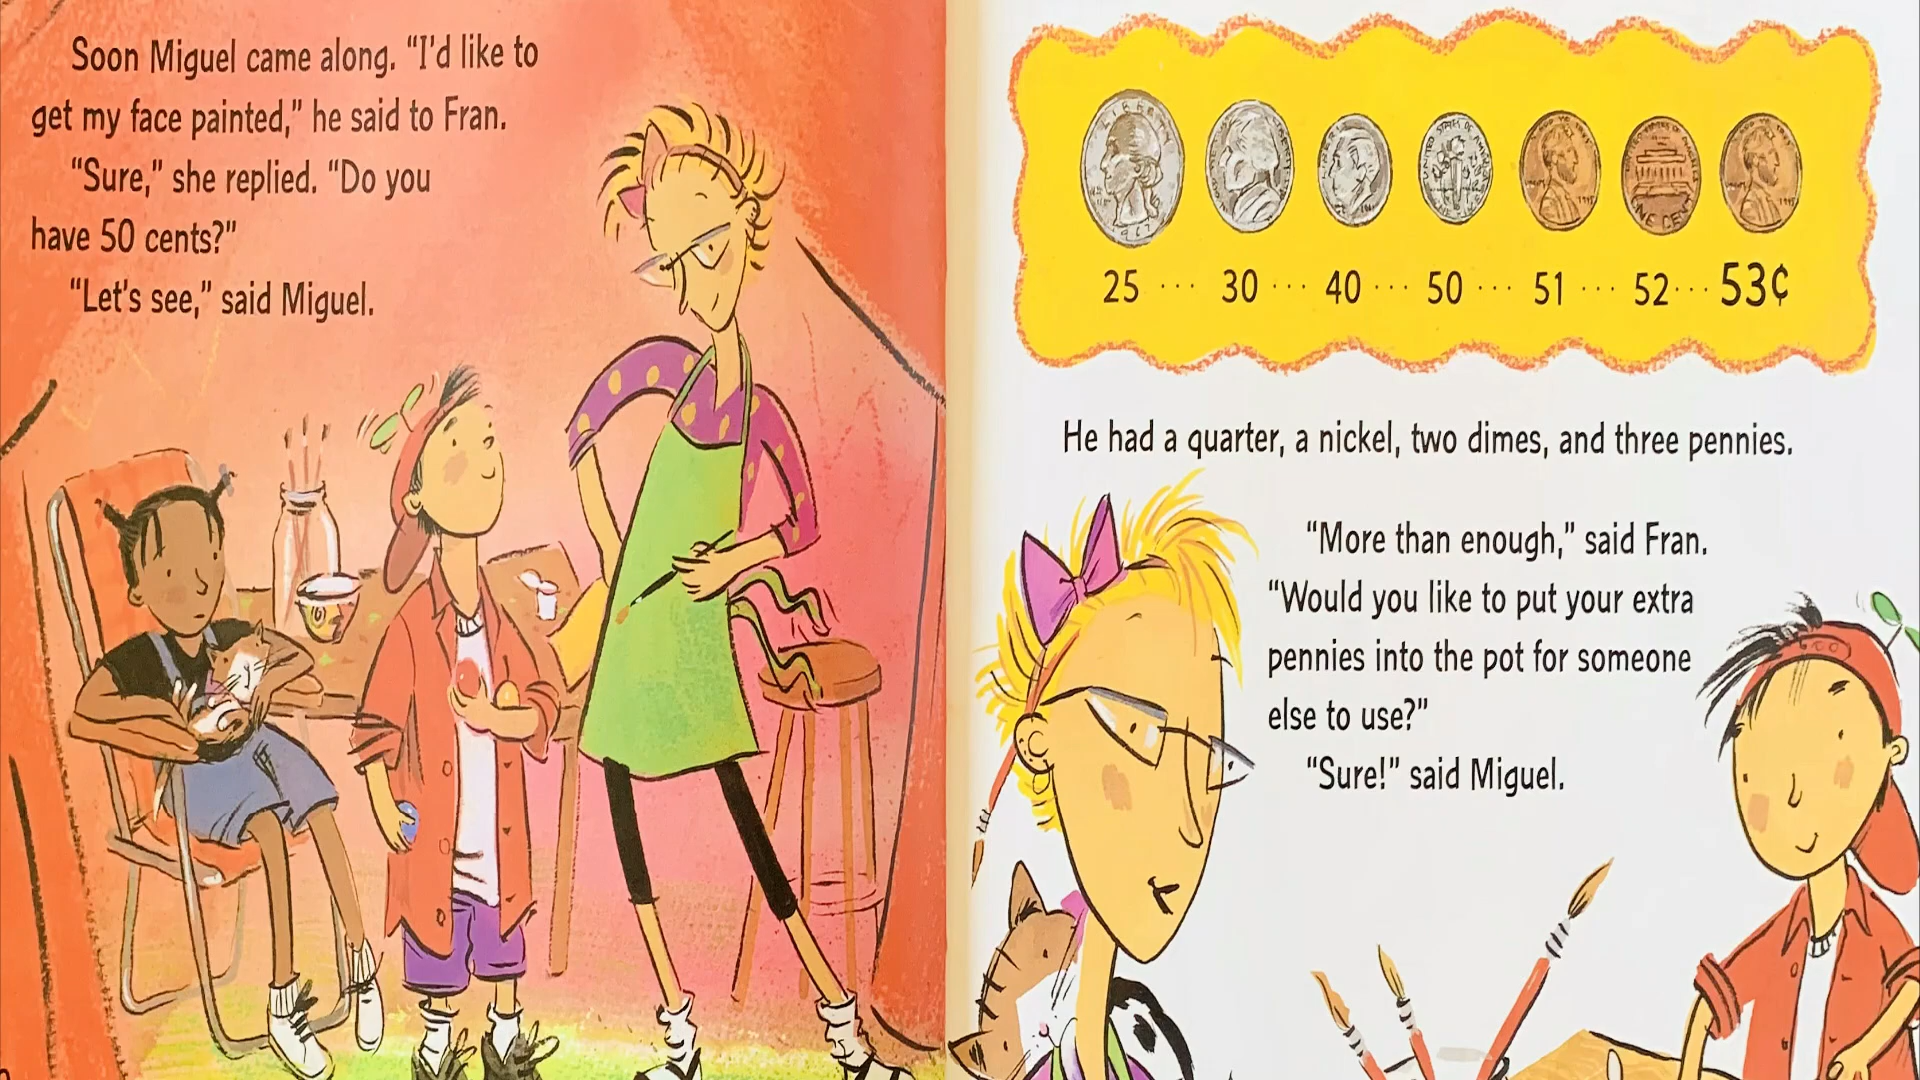 Soon Miguel came along. “I'd like to
get my face painted,” he said to Fran.
“Sure,” she replied. “Do you
have 50 cents?”
“Let's see,” said Miguel.
25 ··· 30 ··· 40 ··· 50 ··· 51 ··· 52 ··· 53¢
He had a quarter, a nickel, two dimes, and three pennies.
“More than enough,” said Fran.
“Would you like to put your extra
pennies into the pot for someone
else to use?”
“Sure!” said Miguel.